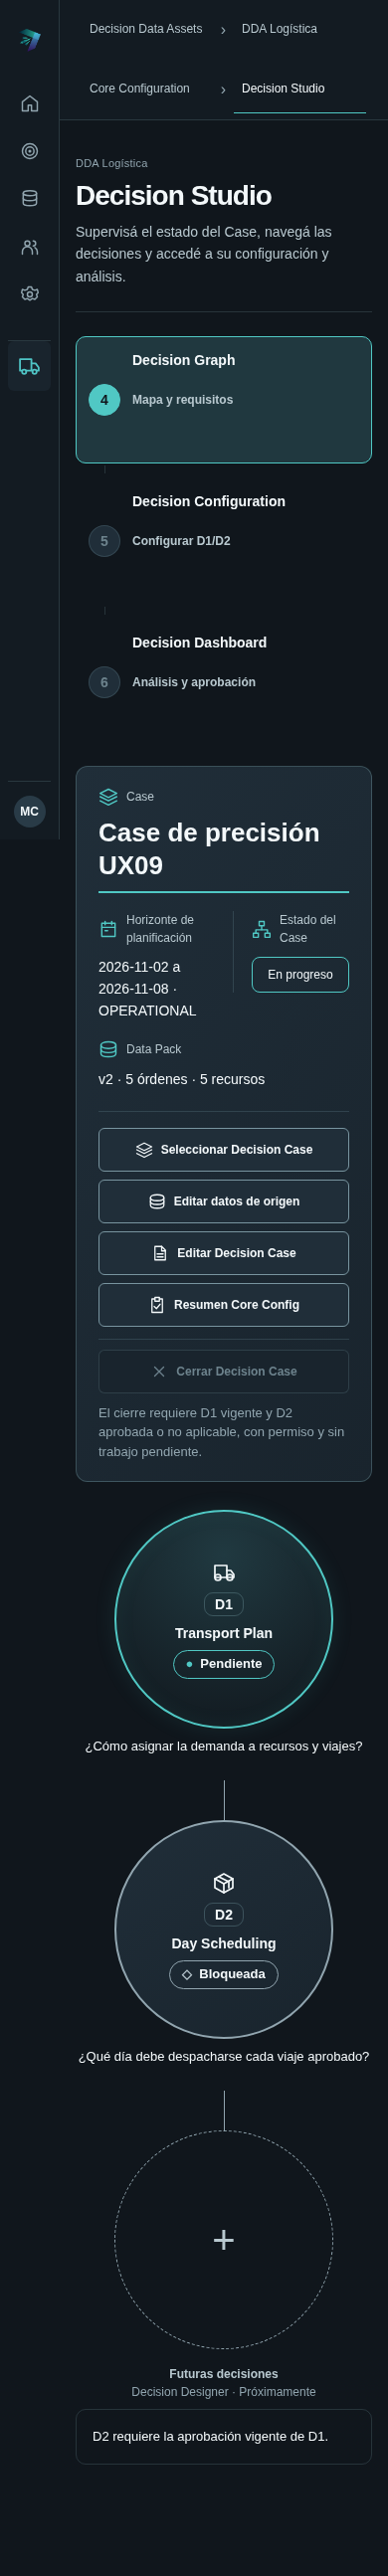 Decision Data Assets › DDA Logística
Core Configuration › Decision Studio
DDA Logística
Decision Studio
Supervisá el estado del Case, navegá las
decisiones y accedé a su configuración y
análisis.
Decision Graph
4 Mapa y requisitos
Decision Configuration
5 Configurar D1/D2
Decision Dashboard
6 Análisis y aprobación
MC
Case
Case de precisión
UX09
Horizonte de
planificación
2026-11-02 a
2026-11-08 ·
OPERATIONAL
Estado del
Case
En progreso
Data Pack
v2 · 5 órdenes · 5 recursos
Seleccionar Decision Case
Editar datos de origen
Editar Decision Case
Resumen Core Config
Cerrar Decision Case
El cierre requiere D1 vigente y D2
aprobada o no aplicable, con permiso y sin
trabajo pendiente.
D1
Transport Plan
Pendiente
¿Cómo asignar la demanda a recursos y viajes?
D2
Day Scheduling
Bloqueada
¿Qué día debe despacharse cada viaje aprobado?
+
Futuras decisiones
Decision Designer · Próximamente
D2 requiere la aprobación vigente de D1.